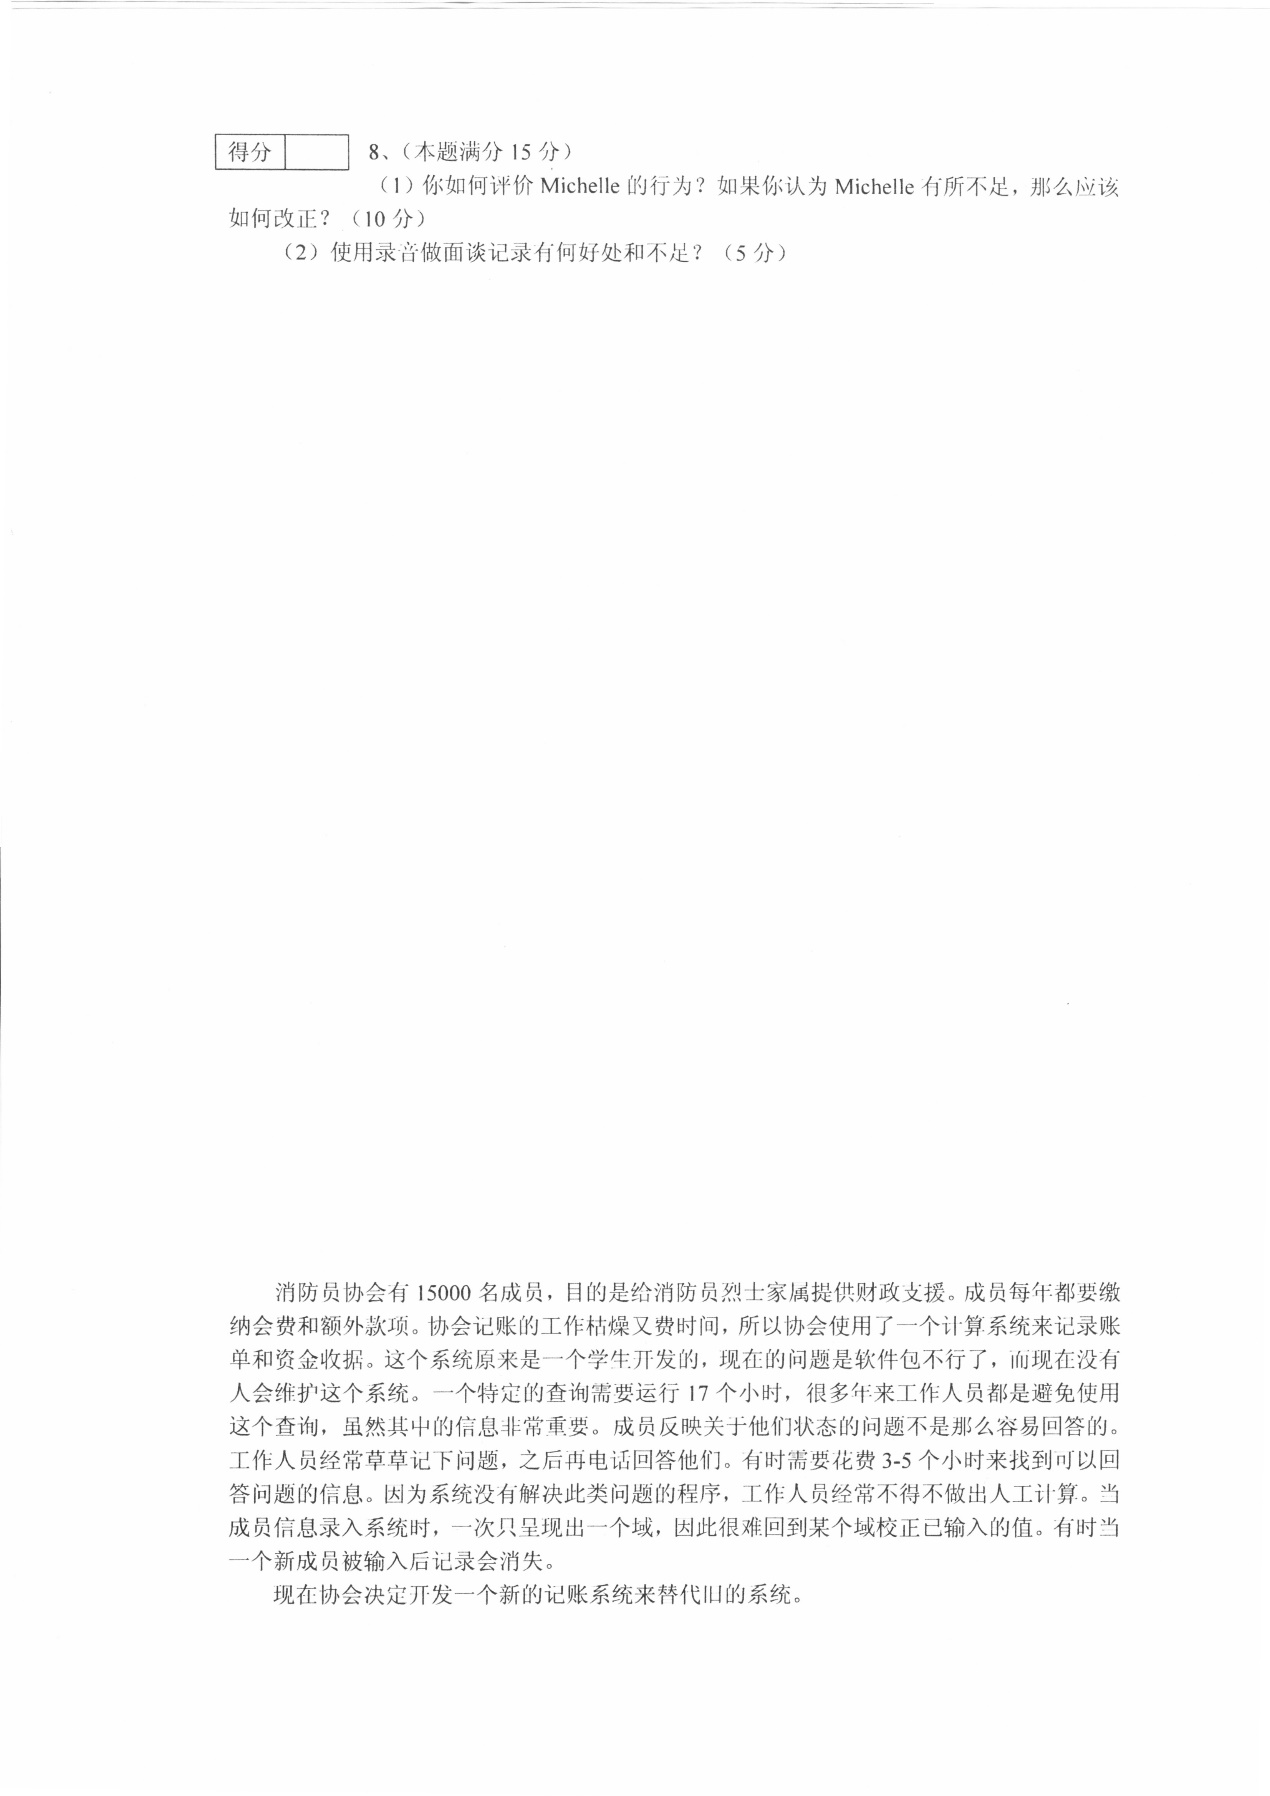 得分 8、（本题满分 15 分）
（1）你如何评价 Michelle 的行为？如果你认为 Michelle 有所不足，那么应该
如何改正？（10 分）
（2）使用录音做面谈记录有何好处和不足？（5 分）
消防员协会有 15000 名成员，目的是给消防员烈士家属提供财政支援。成员每年都要缴
纳会费和额外款项。协会记账的工作枯燥又费时间，所以协会使用了一个计算系统来记录账
单和资金收据。这个系统原来是一个学生开发的，现在的问题是软件包不行了，而现在没有
人会维护这个系统。一个特定的查询需要运行 17 个小时，很多年来工作人员都是避免使用
这个查询，虽然其中的信息非常重要。成员反映关于他们状态的问题不是那么容易回答的。
工作人员经常草草记下问题，之后再电话回答他们。有时需要花费 3-5 个小时来找到可以回
答问题的信息。因为系统没有解决此类问题的程序，工作人员经常不得不做出人工计算。当
成员信息录入系统时，一次只呈现出一个域，因此很难回到某个域校正已输入的值。有时当
一个新成员被输入后记录会消失。
现在协会决定开发一个新的记账系统来替代旧的系统。